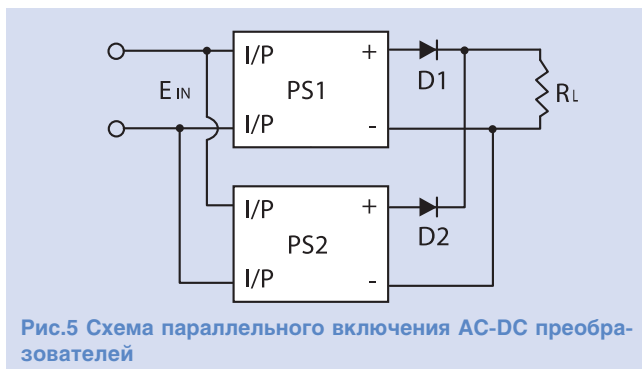 I/P + D1
E IN PS1 RL
I/P -
I/P + D2
PS2
I/P -
Рис.5 Схема параллельного включения AC-DC преобра-
зователей